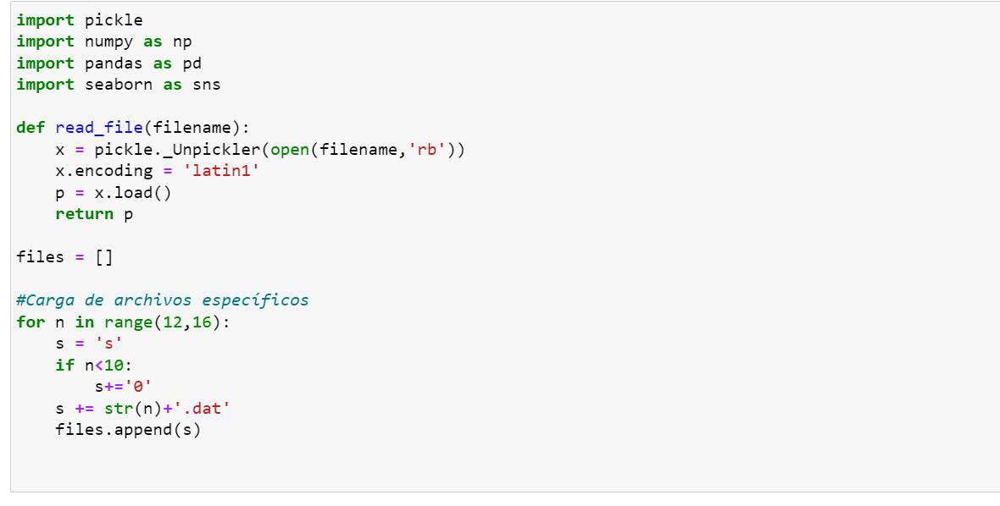 import pickle
import numpy as np
import pandas as pd
import seaborn as sns
def read_file(filename):
    x = pickle._Unpickler(open(filename,'rb'))
    x.encoding = 'latin1'
    p = x.load()
    return p
files = []
#Carga de archivos específicos
for n in range(12,16):
    s = 's'
    if n<10:
        s+='0'
    s += str(n)+'.dat'
    files.append(s)